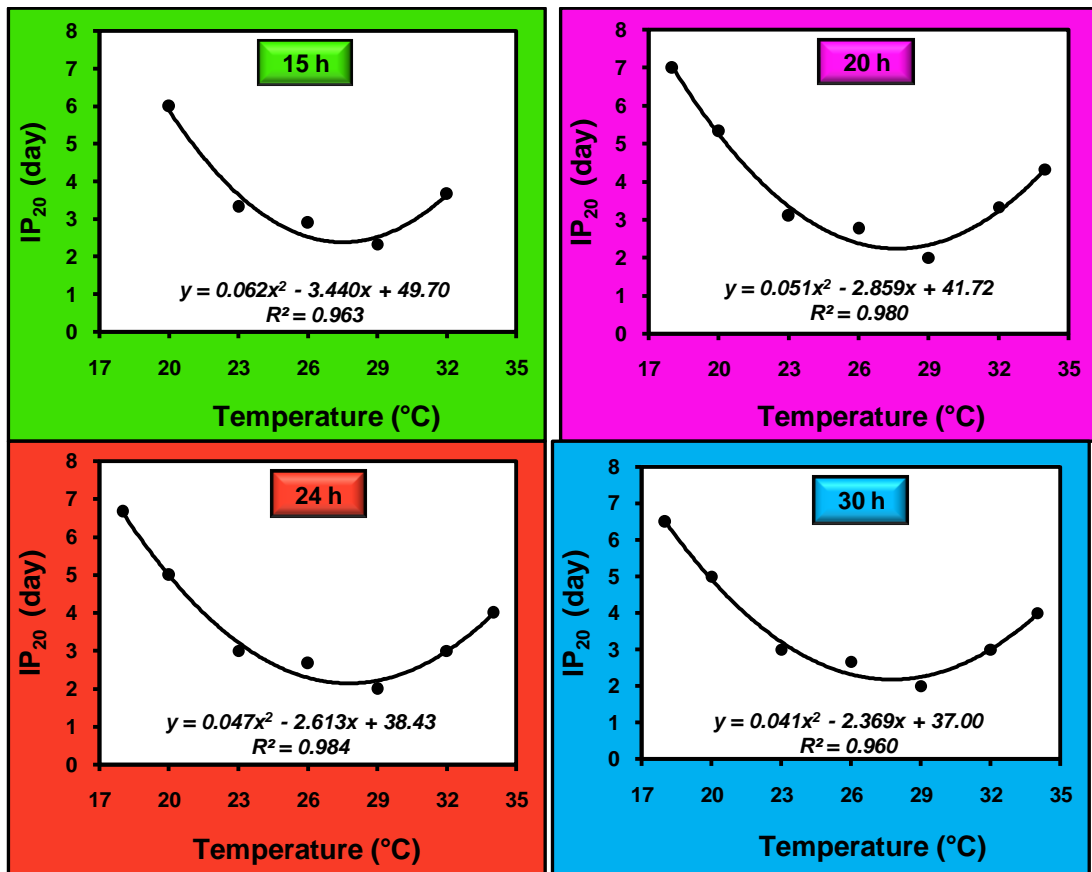 15 h
IP₂₀ (day)
8
7
6
5
4
3
2
1
0
y = 0.062x² - 3.440x + 49.70
R² = 0.963
17 20 23 26 29 32 35
Temperature (°C)
20 h
IP₂₀ (day)
8
7
6
5
4
3
2
1
0
y = 0.051x² - 2.859x + 41.72
R² = 0.980
17 20 23 26 29 32 35
Temperature (°C)
24 h
IP₂₀ (day)
8
7
6
5
4
3
2
1
0
y = 0.047x² - 2.613x + 38.43
R² = 0.984
17 20 23 26 29 32 35
Temperature (°C)
30 h
IP₂₀ (day)
8
7
6
5
4
3
2
1
0
y = 0.041x² - 2.369x + 37.00
R² = 0.960
17 20 23 26 29 32 35
Temperature (°C)